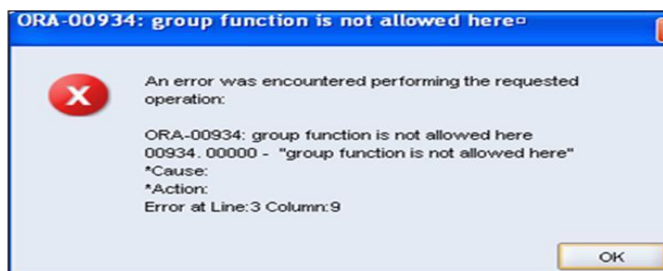 ORA-00934: group function is not allowed here¤
An error was encountered performing the requested
operation:
ORA-00934: group function is not allowed here
00934. 00000 - "group function is not allowed here"
*Cause:
*Action:
Error at Line:3 Column:9
OK